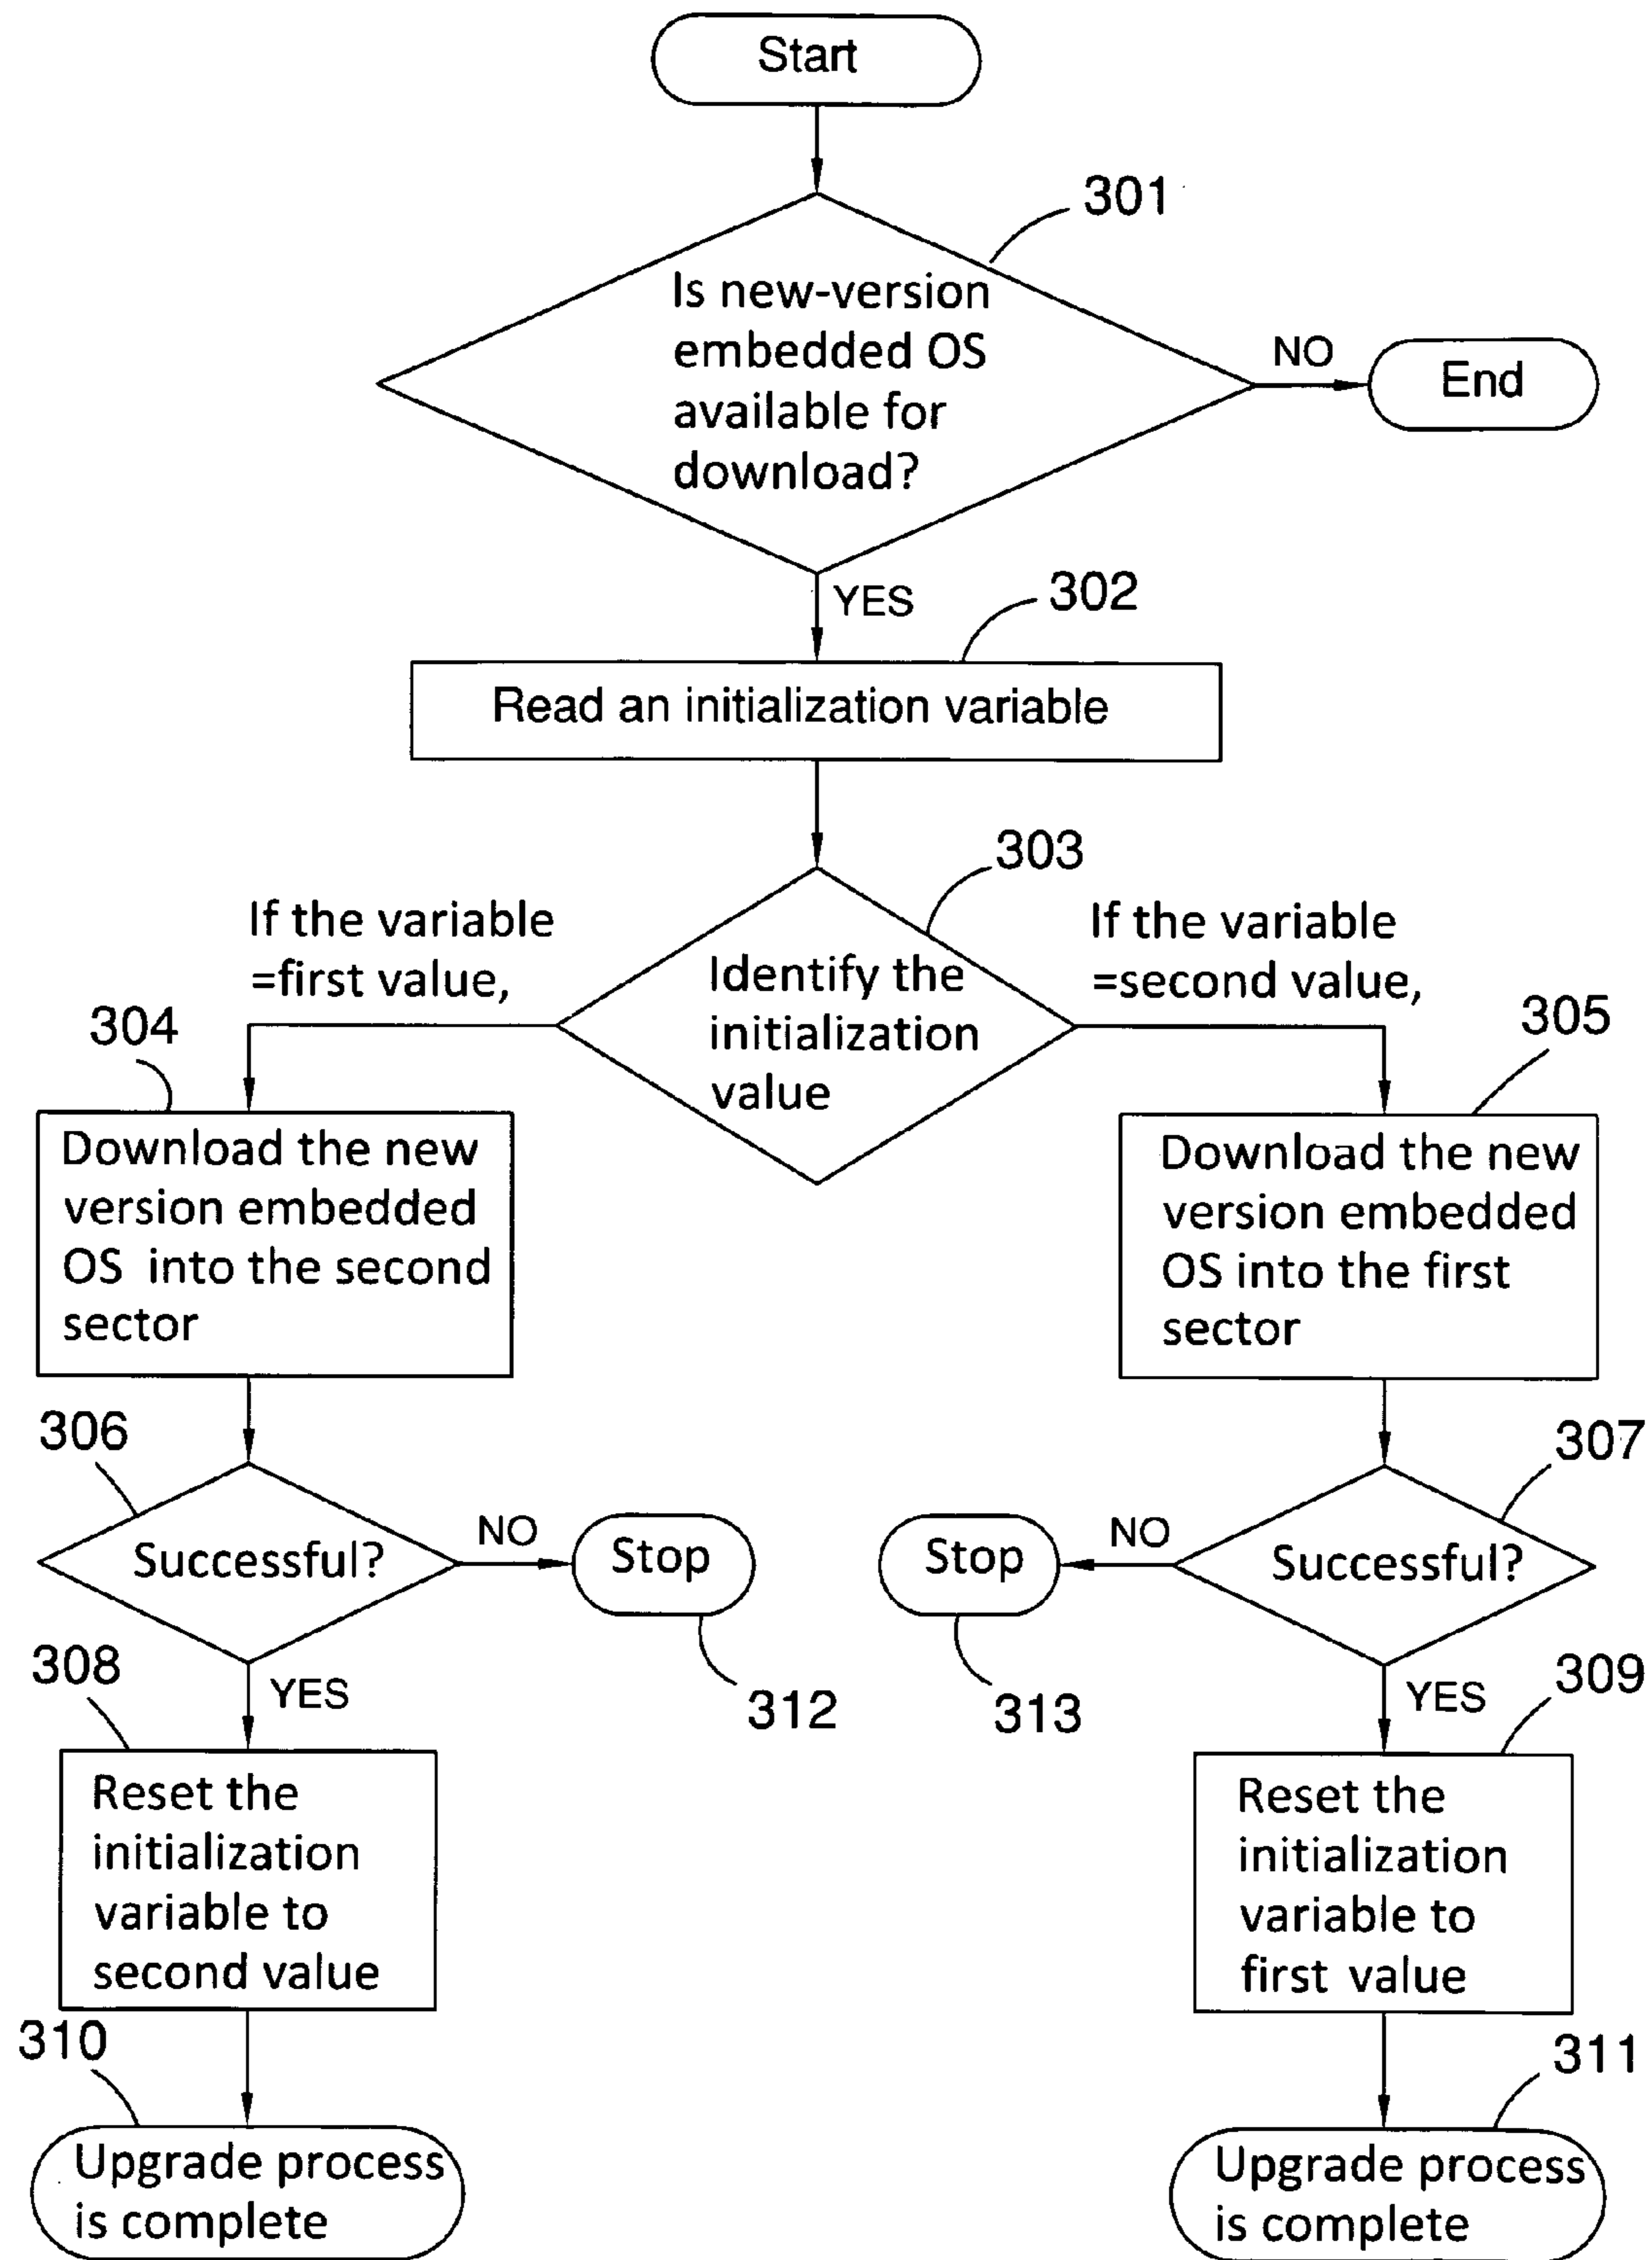 Start
301
Is new-version
embedded OS
available for
download?
NO
End
YES
302
Read an initialization variable
303
If the variable
=first value,
Identify the
initialization
value
If the variable
=second value,
304
305
Download the new
version embedded
OS into the second
sector
Download the new
version embedded
OS into the first
sector
306
307
Successful?
NO
Stop
Stop
NO
Successful?
312
313
308
YES
309
YES
Reset the
initialization
variable to
second value
Reset the
initialization
variable to
first value
310
311
Upgrade process
is complete
Upgrade process
is complete